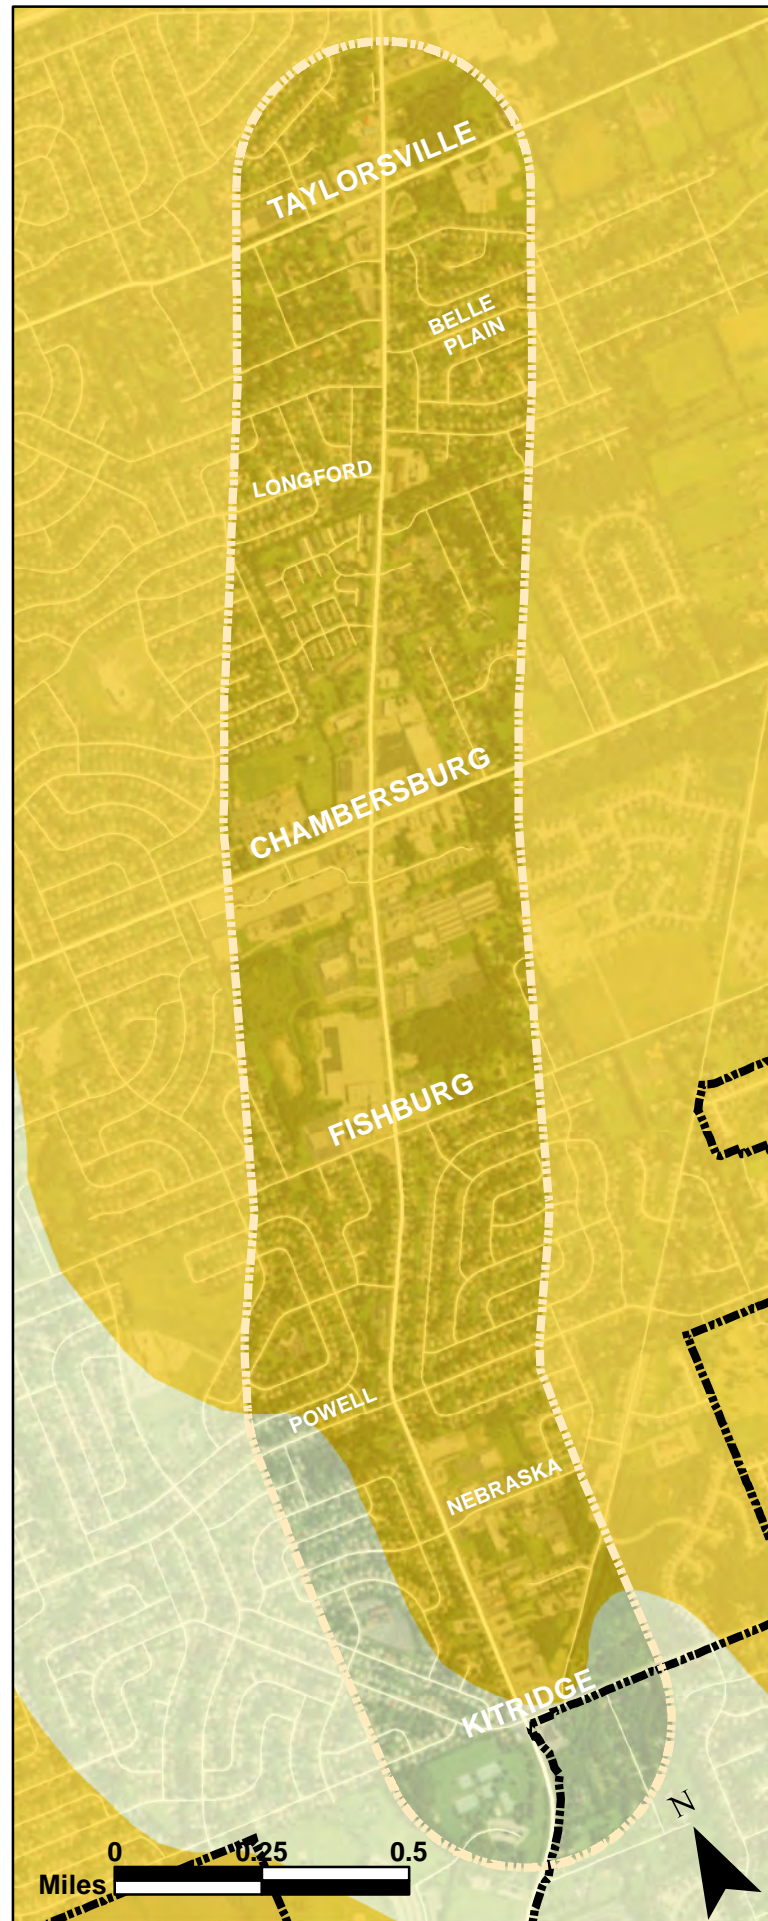 TAYLORSVILLE
BELLE
PLAIN
LONGFORD
CHAMBERSBURG
FISHBURG
POWELL
NEBRASKA
KITRIDGE
N
0 0.25 0.5
Miles